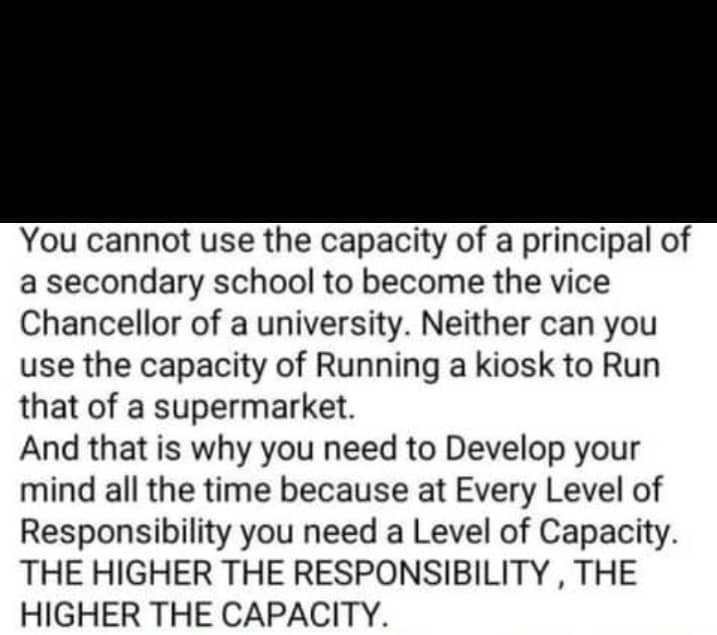 You cannot use the capacity of a principal of
a secondary school to become the vice
Chancellor of a university. Neither can you
use the capacity of Running a kiosk to Run
that of a supermarket.
And that is why you need to Develop your
mind all the time because at Every Level of
Responsibility you need a Level of Capacity.
THE HIGHER THE RESPONSIBILITY , THE
HIGHER THE CAPACITY.